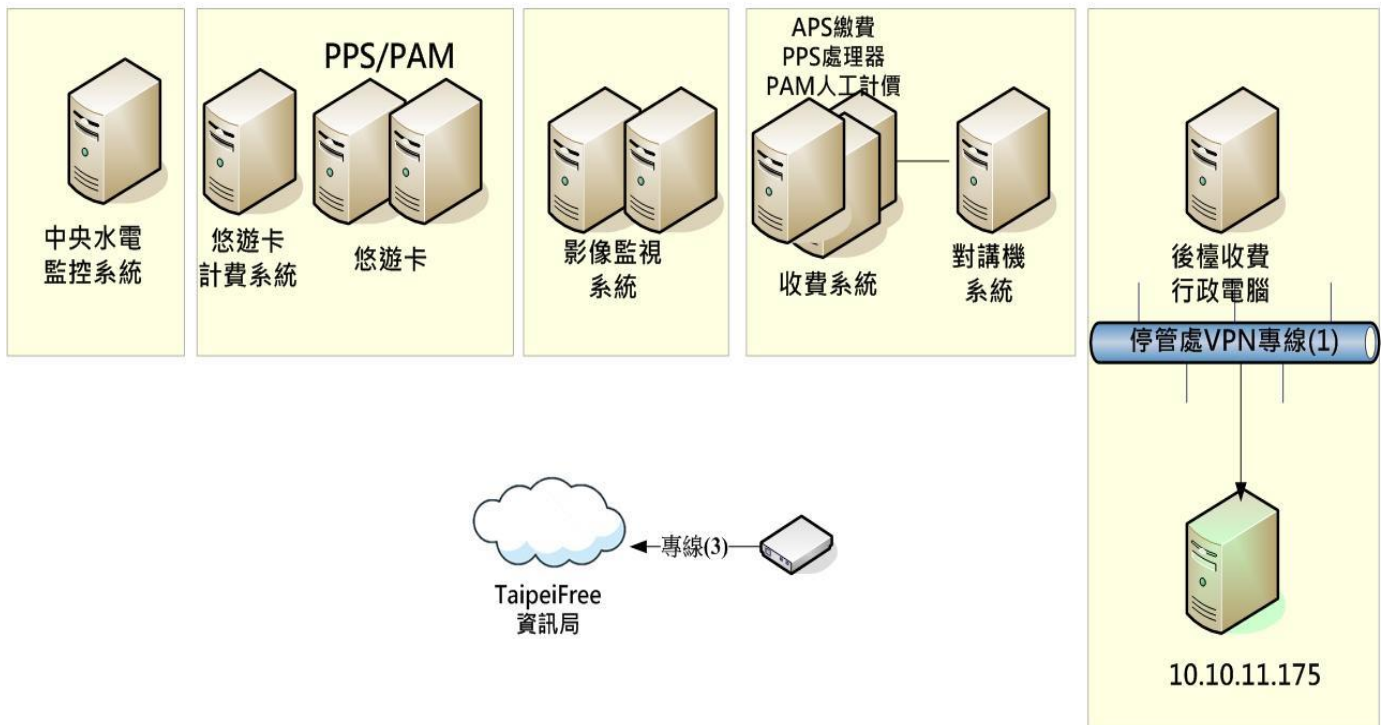 中央水電
監控系統
PPS/PAM
悠遊卡
計費系統
悠遊卡
影像監視
系統
APS繳費
PPS處理器
PAM人工計價
收費系統
對講機
系統
後檯收費
行政電腦
停管處VPN專線(1)
10.10.11.175
專線(3)
TaipeiFree
資訊局